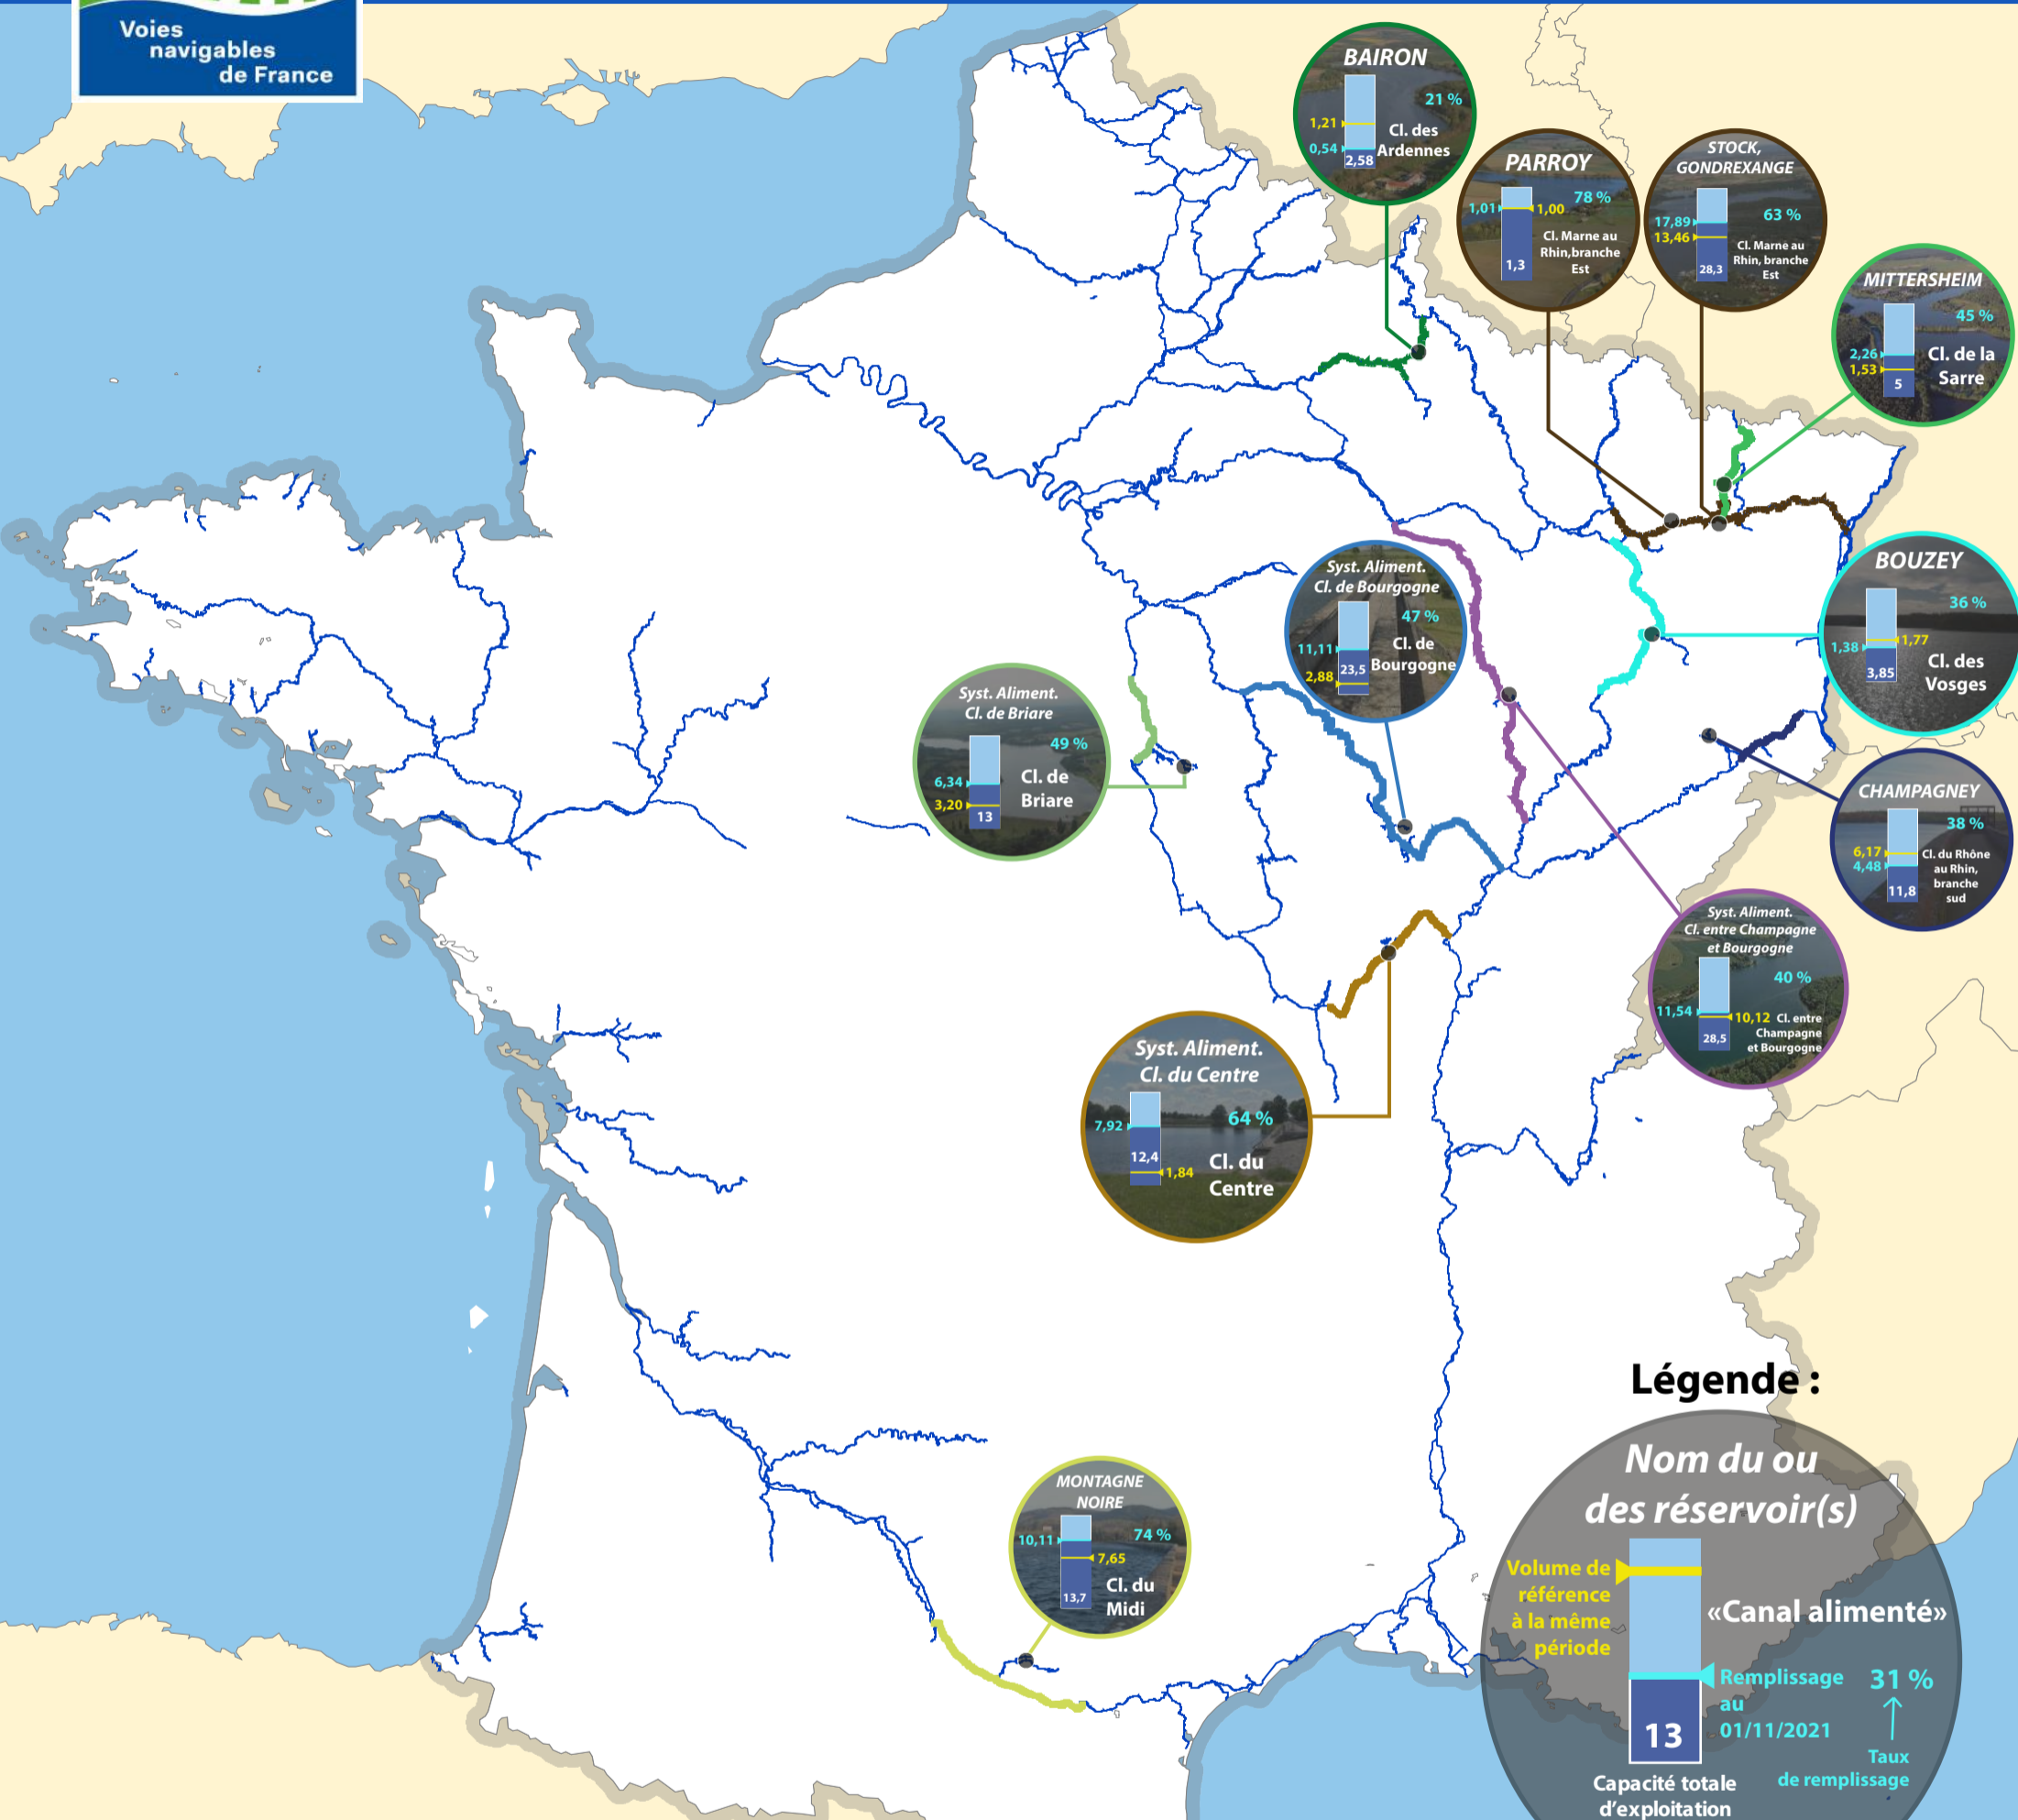 Voies
navigables
de France
BAIRON
21 %
1,21
0,54
2,58
Cl. des
Ardennes
PARROY
78 %
1,01
1,00
1,3
Cl. Marne au
Rhin,branche
Est
STOCK,
GONDREXANGE
63 %
17,89
13,46
28,3
Cl. Marne au
Rhin, branche
Est
MITTERSHEIM
45 %
2,26
1,53
5
Cl. de la
Sarre
Syst. Aliment.
Cl. de Bourgogne
47 %
11,11
2,88
23,5
Cl. de
Bourgogne
BOUZEY
36 %
1,38
1,77
3,85
Cl. des
Vosges
Syst. Aliment.
Cl. de Briare
49 %
6,34
3,20
13
Cl. de
Briare
CHAMPAGNEY
38 %
6,17
4,48
11,8
Cl. du Rhône
au Rhin,
branche
sud
Syst. Aliment.
Cl. entre Champagne
et Bourgogne
40 %
11,54
10,12
28,5
Cl. entre
Champagne
et Bourgogne
Syst. Aliment.
Cl. du Centre
64 %
7,92
12,4
1,84
Cl. du
Centre
MONTAGNE
NOIRE
74 %
10,11
7,65
13,7
Cl. du
Midi
Légende :
Nom du ou
des réservoir(s)
Volume de
référence
à la même
période
«Canal alimenté»
Remplissage
au
01/11/2021
31 %
Taux
de remplissage
13
Capacité totale
d'exploitation